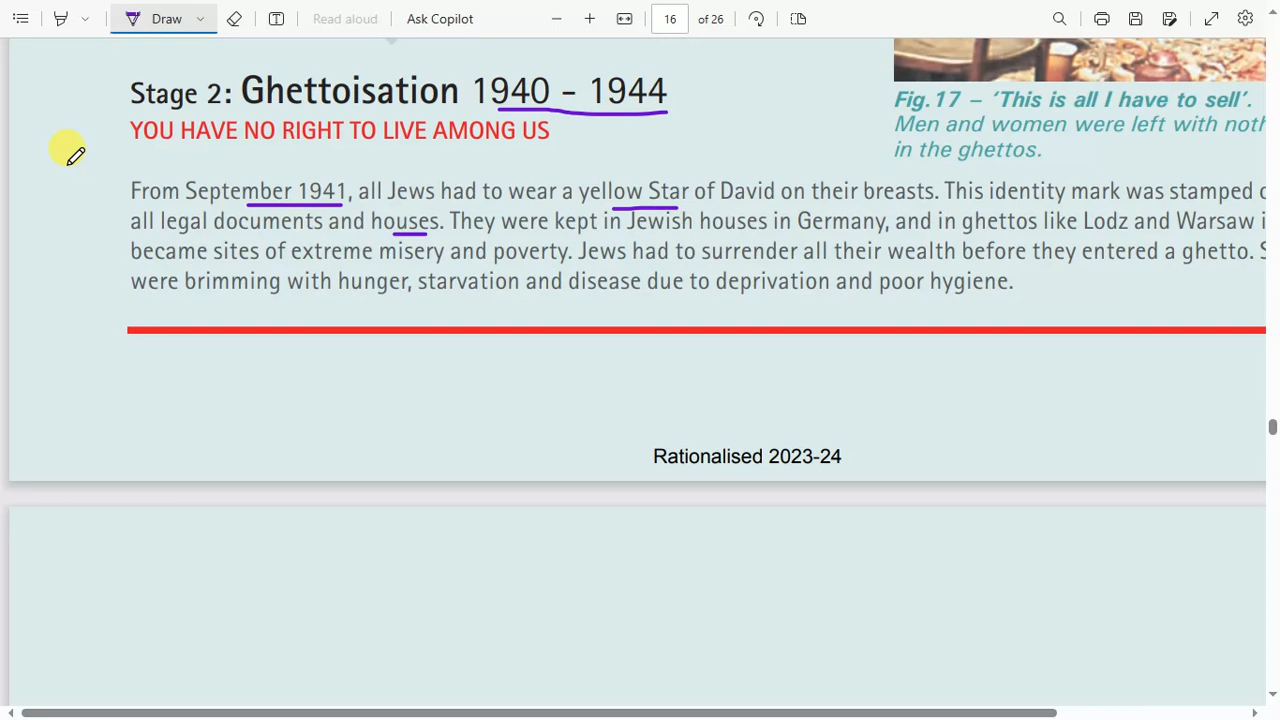 Draw
Read aloud
Ask Copilot
16
of 26
Stage 2: Ghettoisation 1940 – 1944
YOU HAVE NO RIGHT TO LIVE AMONG US
Fig.17 – ‘This is all I have to sell’.
Men and women were left with
in the ghettos.
From September 1941, all Jews had to wear a yellow Star of David on their breasts. This identity mark was stamped
all legal documents and houses. They were kept in Jewish houses in Germany, and in ghettos like Lodz and Warsaw
became sites of extreme misery and poverty. Jews had to surrender all their wealth before they entered a ghetto.
were brimming with hunger, starvation and disease due to deprivation and poor hygiene.
Rationalised 2023-24